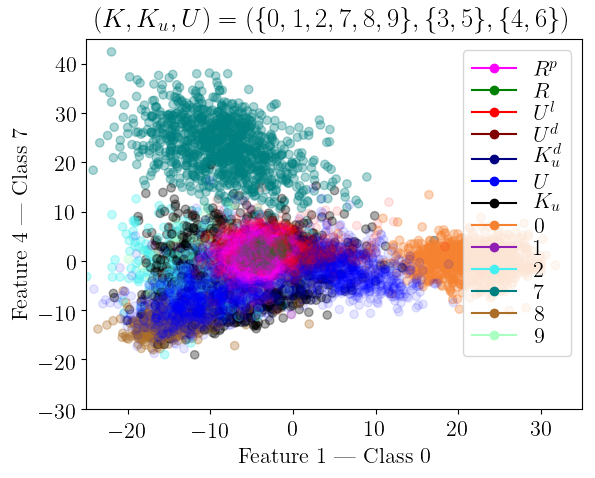 (K, K_u, U) = ({0, 1, 2, 7, 8, 9}, {3, 5}, {4, 6})
40
30
20
10
0
−10
−20
−30
Feature 4 — Class 7
R^p
R
U^l
U^d
K_u^d
U
K_u
0
1
2
7
8
9
−20
−10
0
10
20
30
Feature 1 — Class 0